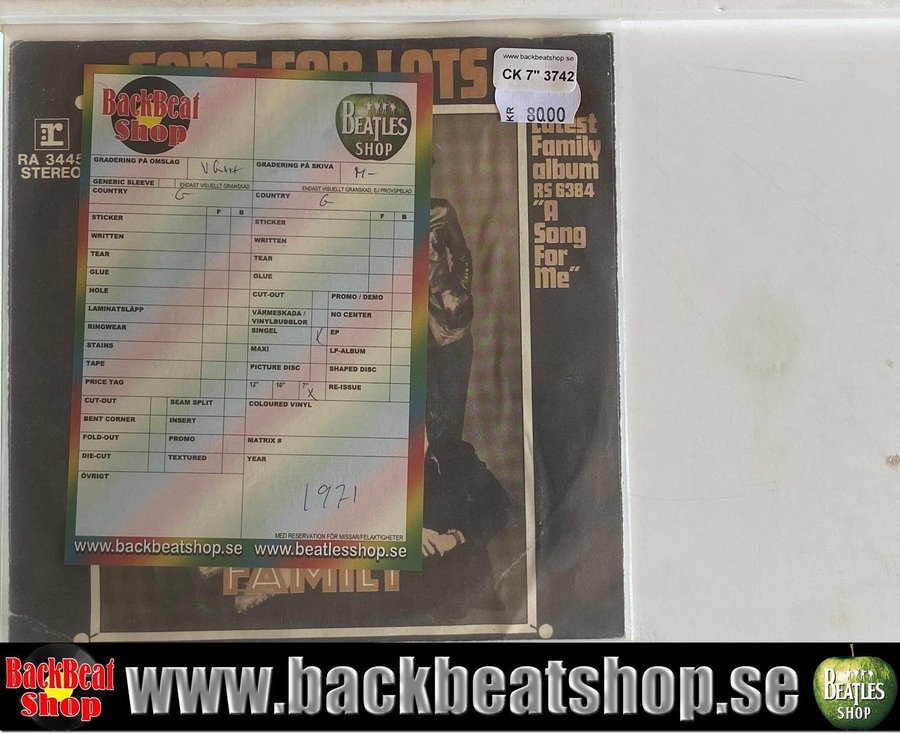 SONG FOR LOTS
www.backbeatshop.se
CK 7" 3742
KR 80.00
RA 3445
STEREO
Latest
Family
album
RS 6384
"A
Song
For
Me"
BackBeat
Shop
BEATLES
SHOP
GRADERING PÅ OMSLAG VG++
GRADERING PÅ SKIVA M-
GENERIC SLEEVE
ENDAST VISUELLT GRANSKAD
ENDAST VISUELLT GRANSKAD, EJ PROVSPELAD
COUNTRY G
COUNTRY G
F B
STICKER
WRITTEN
TEAR
GLUE
HOLE
LAMINATSLÄPP
RINGWEAR
STAINS
TAPE
PRICE TAG
CUT-OUT SEAM SPLIT
BENT CORNER INSERT
FOLD-OUT PROMO
DIE-CUT TEXTURED
ÖVRIGT
F B
STICKER
WRITTEN
TEAR
GLUE
CUT-OUT PROMO / DEMO
VÄRMESKADA /
VINYLBUBBLOR
NO CENTER
SINGEL EP
MAXI LP-ALBUM
PICTURE DISC SHAPED DISC
12" 10" 7" X RE-ISSUE
COLOURED VINYL
MATRIX #
YEAR
1971
MED RESERVATION FÖR MISSAR/FELAKTIGHETER
www.backbeatshop.se www.beatlesshop.se
FAMILY
BackBeat
Shop
www.backbeatshop.se
BEATLES
SHOP